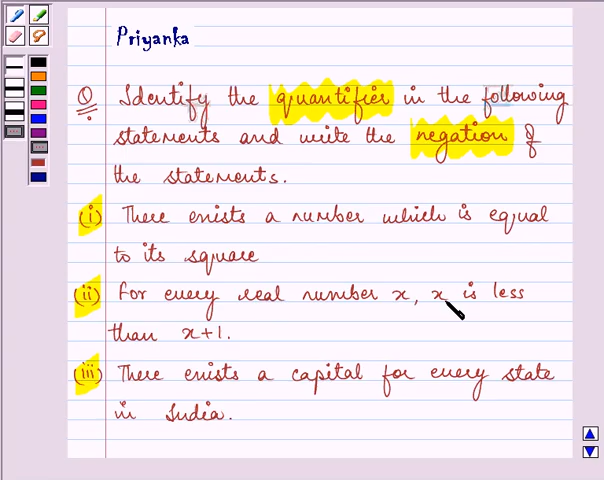 Priyanka
Q Identify the quantifier in the following
statements and write the negation of
the statements.
(i) There exists a number which is equal
to its square
(ii) For every real number x, x is less
than x+1.
(iii) There exists a capital for every state
in India.